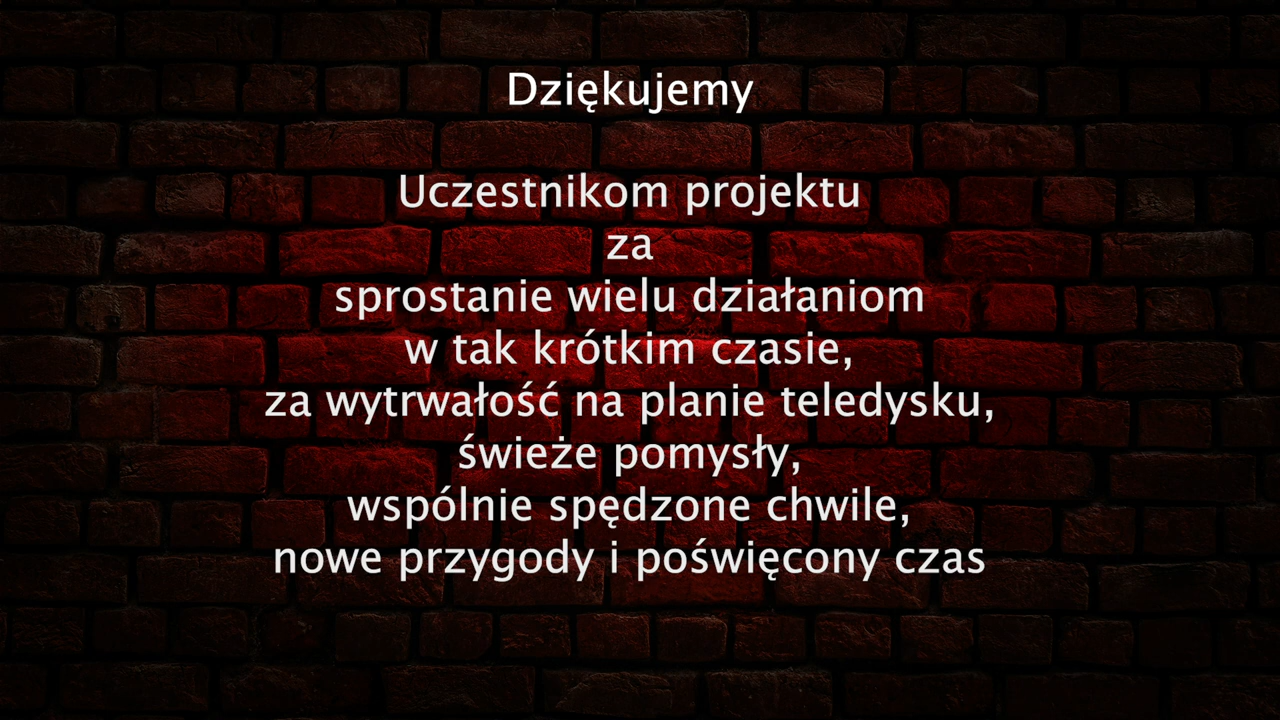 Dziękujemy
Uczestnikom projektu
za
sprostanie wielu działaniom
w tak krótkim czasie,
za wytrwałość na planie teledysku,
świeże pomysły,
wspólnie spędzone chwile,
nowe przygody i poświęcony czas